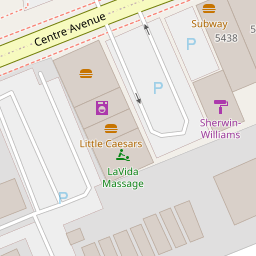 Centre Avenue
Subway
5438
P
P
Little Caesars
Sherwin-
Williams
LaVida
Massage
P